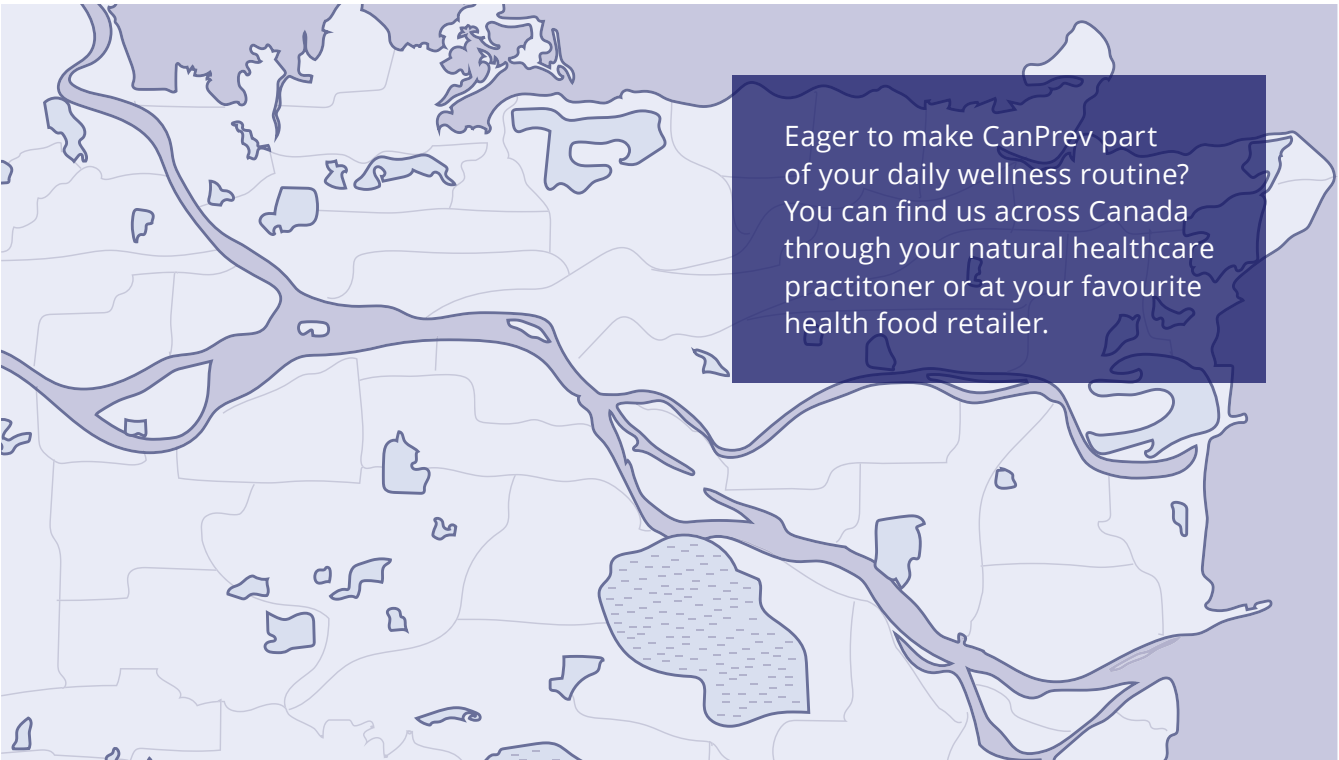 Eager to make CanPrev part
of your daily wellness routine?
You can find us across Canada
through your natural healthcare
practitoner or at your favourite
health food retailer.